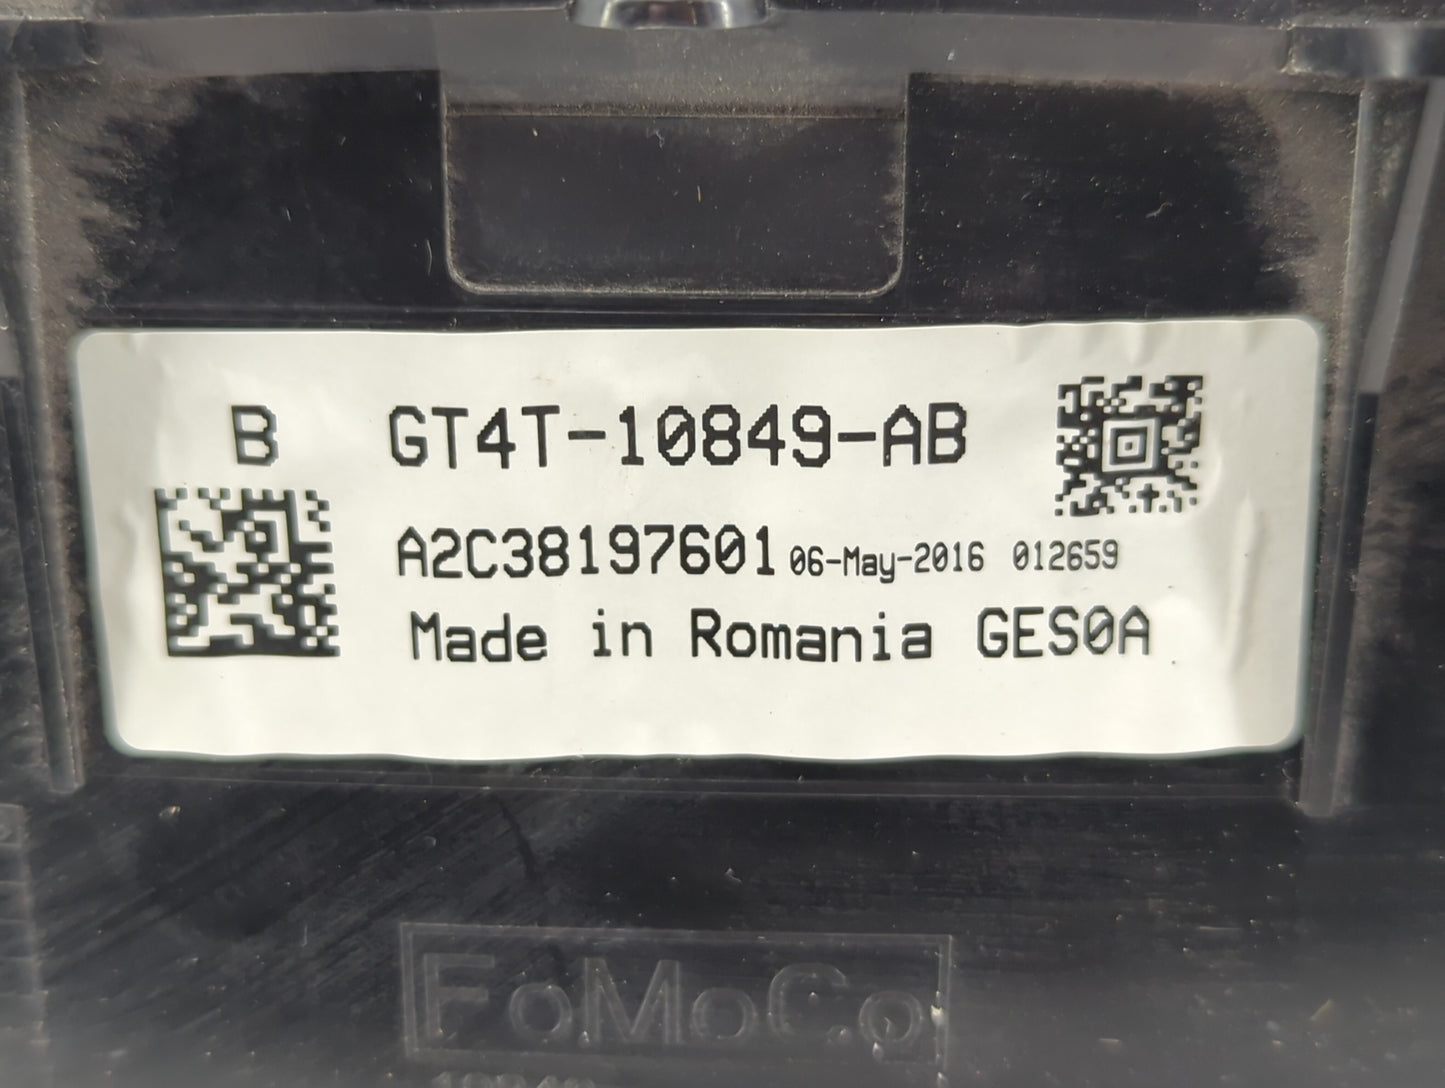 B GT4T-10849-AB
A2C38197601 06-May-2016 012659
Made in Romania GES0A
FoMoCo